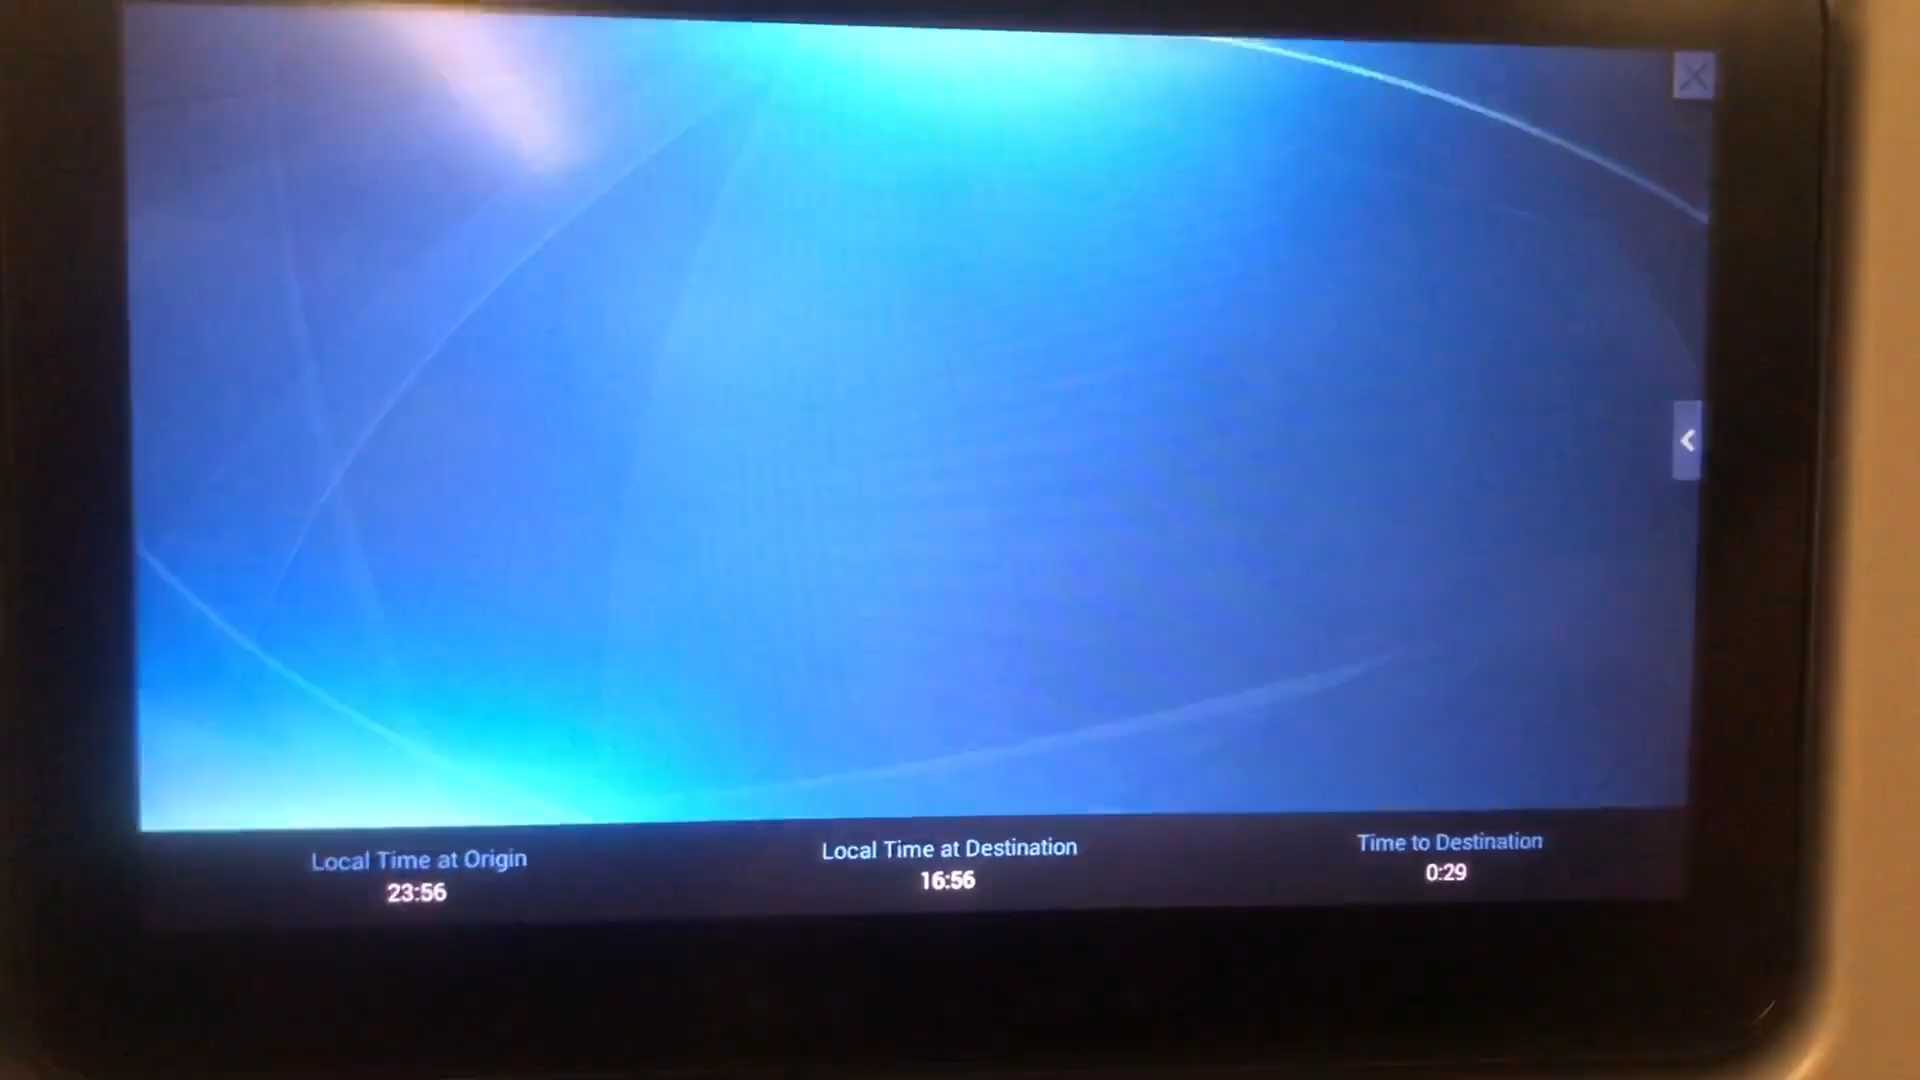 Local Time at Origin
23:56
Local Time at Destination
16:56
Time to Destination
0:29